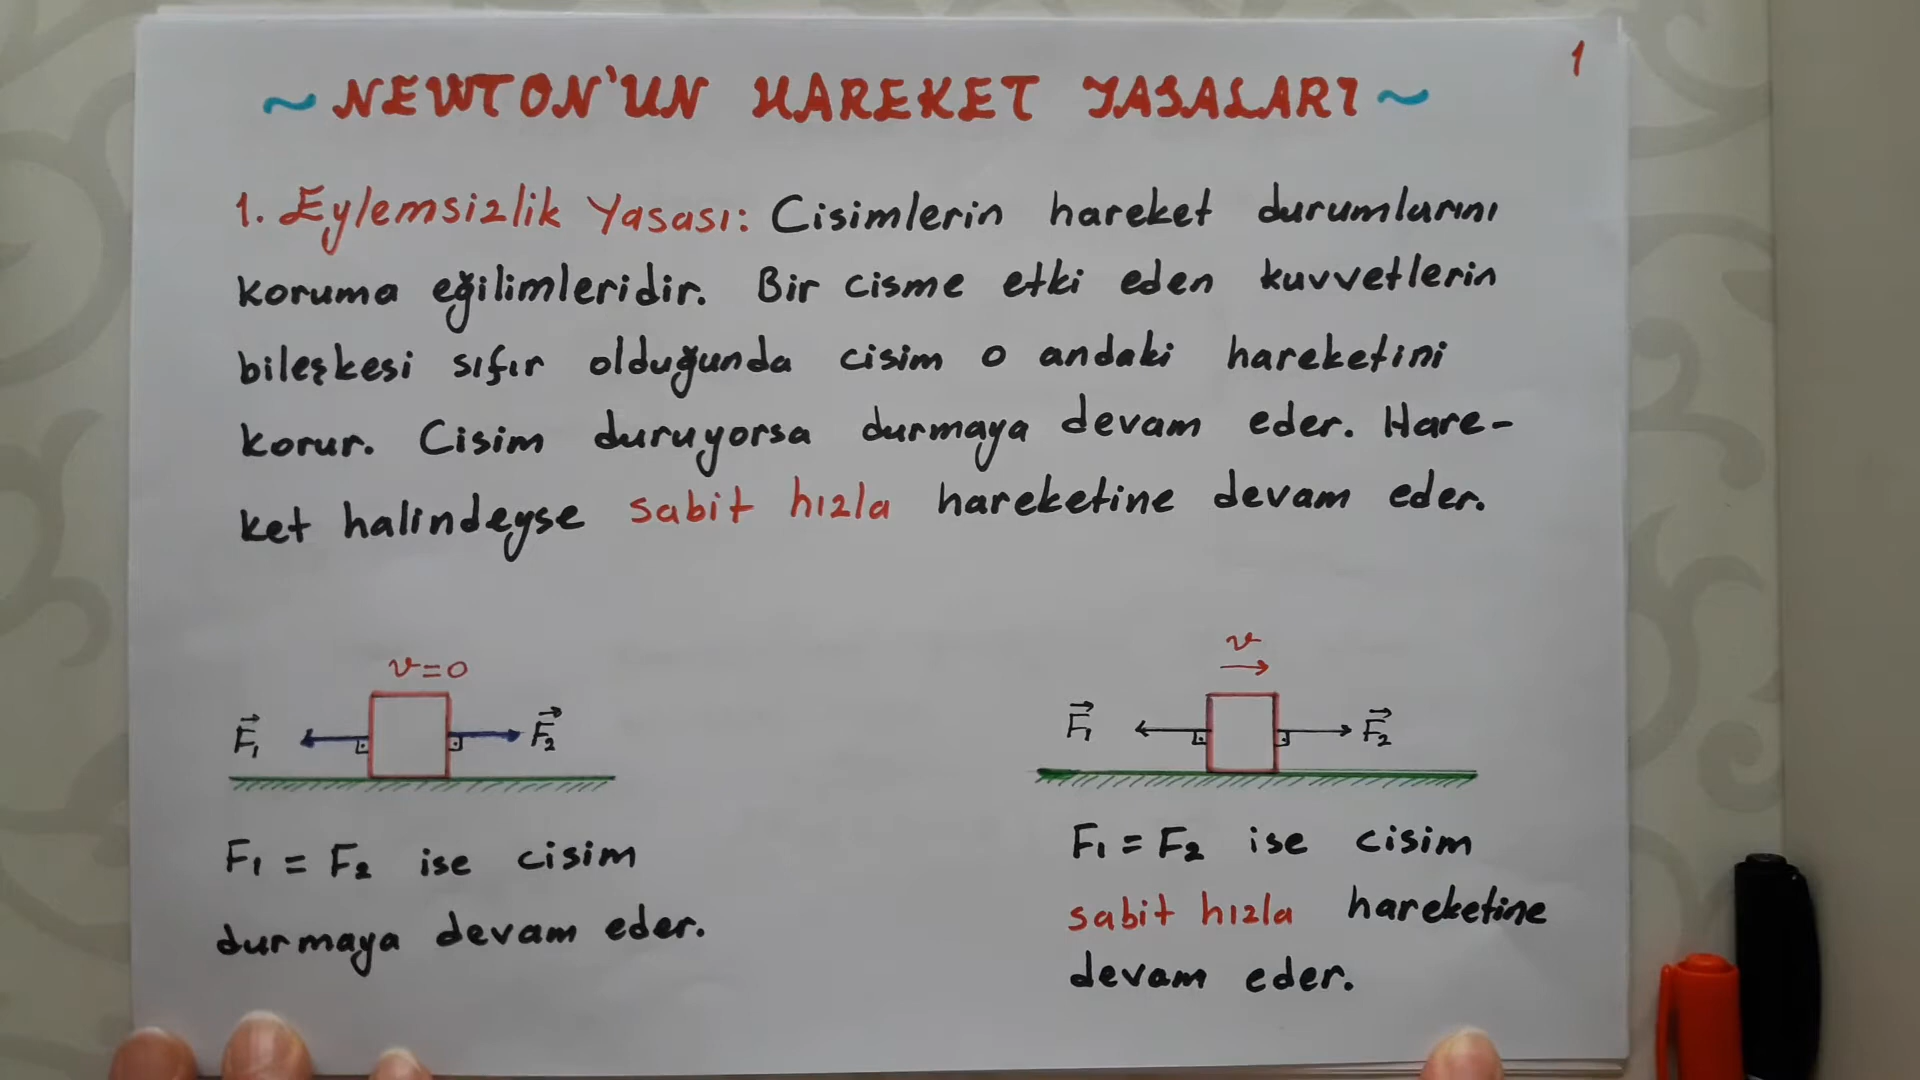 1
~ NEWTON'UN HAREKET YASALARI ~
1. Eylemsizlik Yasası: Cisimlerin hareket durumlarını
koruma eğilimleridir. Bir cisme etki eden kuvvetlerin
bileşkesi sıfır olduğunda cisim o andaki hareketini
korur. Cisim duruyorsa durmaya devam eder. Hare-
ket halindeyse sabit hızla hareketine devam eder.
v=0
F₁
F₂
F₁ = F₂ ise cisim
durmaya devam eder.
v
F₁
F₂
F₁ = F₂ ise cisim
sabit hızla hareketine
devam eder.